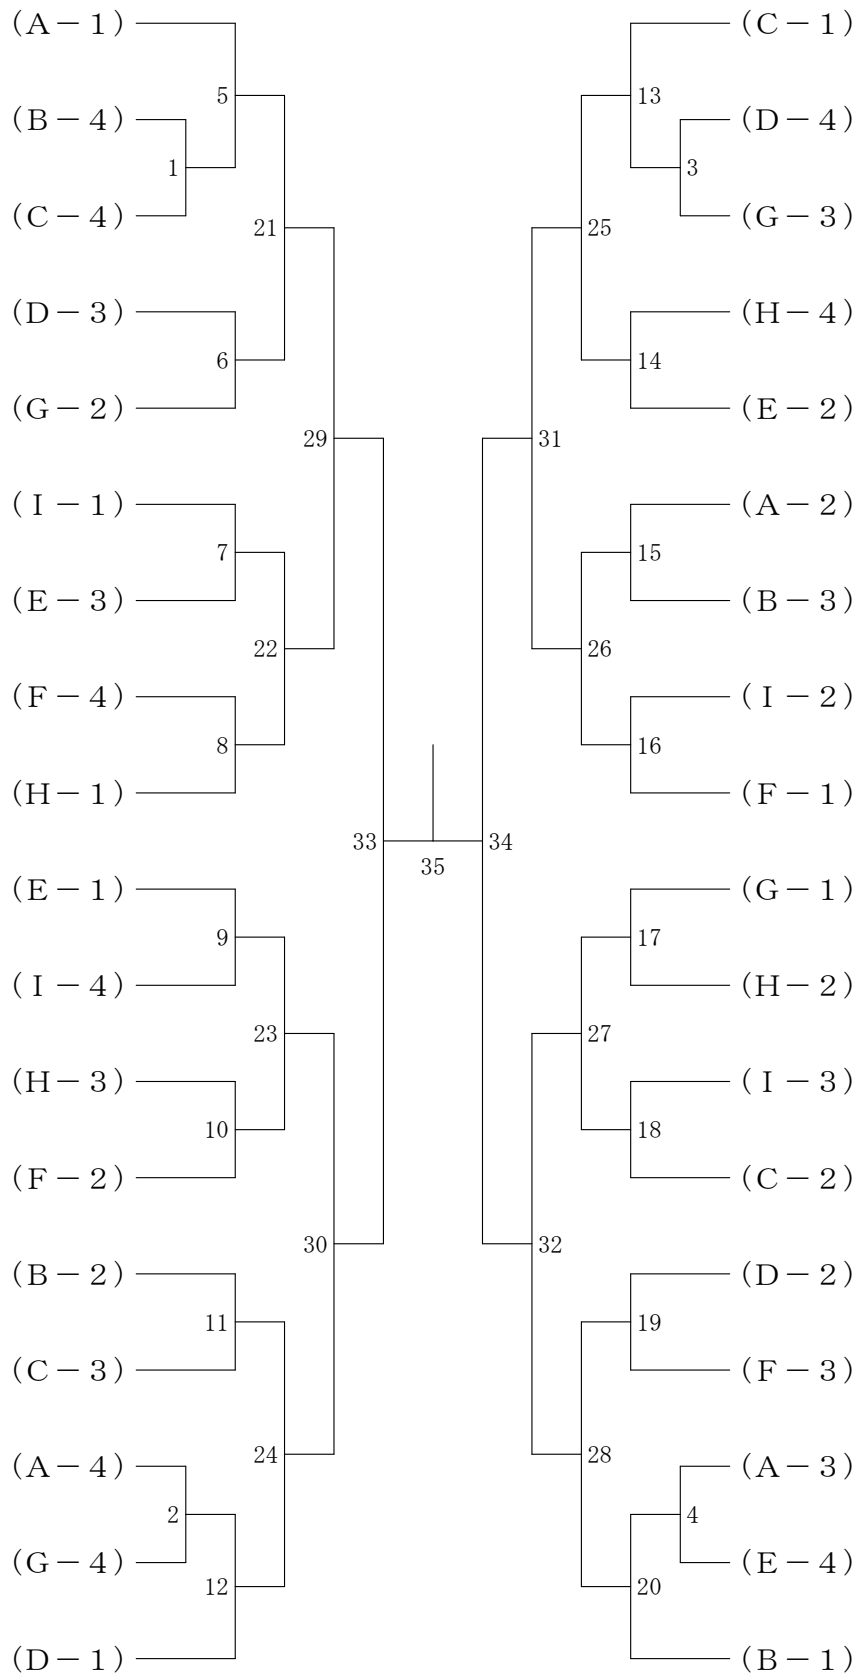 (A－1) (C－1)
5 13
(B－4) (D－4)
1 3
(C－4) (G－3)
21 25
(D－3) (H－4)
6 14
(G－2) (E－2)
29 31
(I－1) (A－2)
7 15
(E－3) (B－3)
22 26
(F－4) (I－2)
8 16
(H－1) (F－1)
33 34
35
(E－1) (G－1)
9 17
(I－4) (H－2)
23 27
(H－3) (I－3)
10 18
(F－2) (C－2)
30 32
(B－2) (D－2)
11 19
(C－3) (F－3)
24 28
(A－4) (A－3)
2 4
(G－4) (E－4)
12 20
(D－1) (B－1)